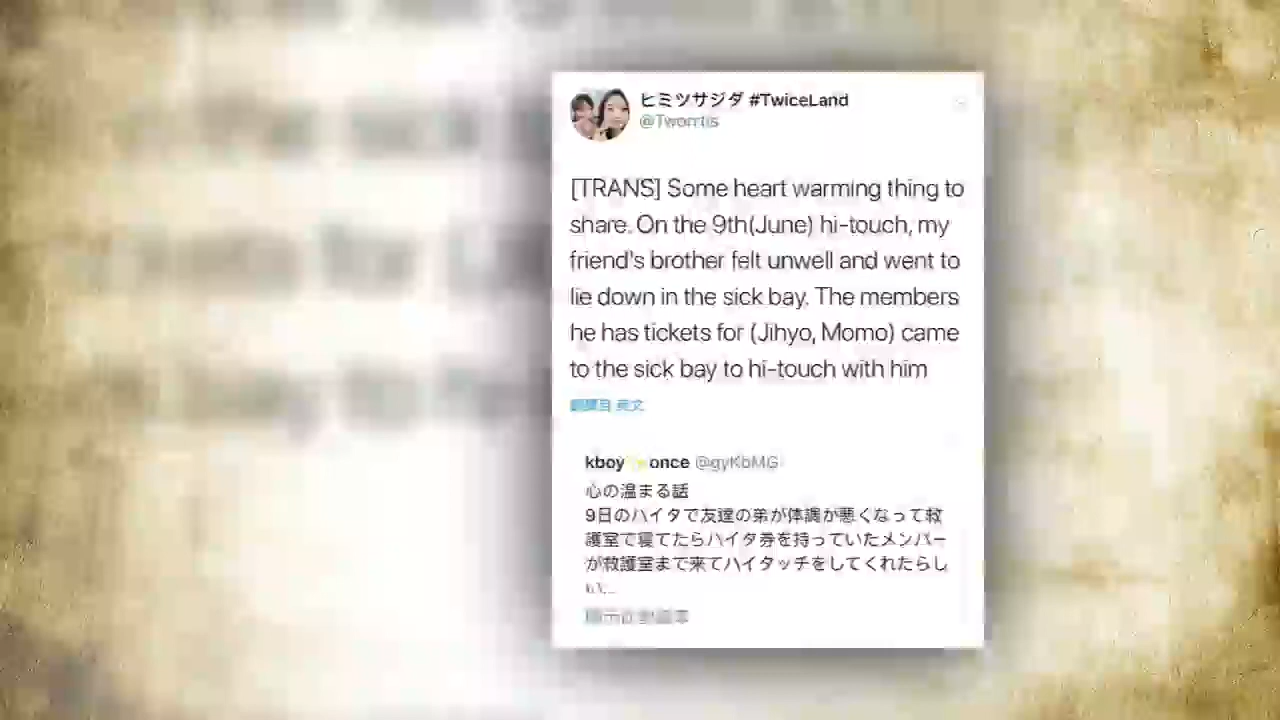 ヒミツサジダ #TwiceLand
@Tworrtis
[TRANS] Some heart warming thing to
share. On the 9th(June) hi-touch, my
friend's brother felt unwell and went to
lie down in the sick bay. The members
he has tickets for (Jihyo, Momo) came
to the sick bay to hi-touch with him
kboy once @gyKbMG
心の温まる話
9日のハイタで友達の弟が体調が悪くなって救
護室で寝てたらハイタ券を持っていたメンバー
が救護室まで来てハイタッチをしてくれたらし
い...